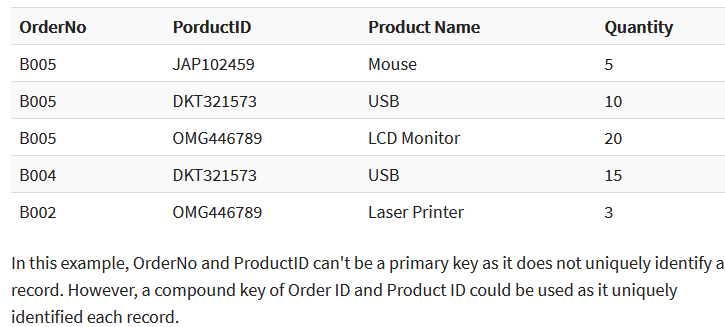 OrderNo PorductID Product Name Quantity
B005 JAP102459 Mouse 5
B005 DKT321573 USB 10
B005 OMG446789 LCD Monitor 20
B004 DKT321573 USB 15
B002 OMG446789 Laser Printer 3
In this example, OrderNo and ProductID can't be a primary key as it does not uniquely identify a
record. However, a compound key of Order ID and Product ID could be used as it uniquely
identified each record.